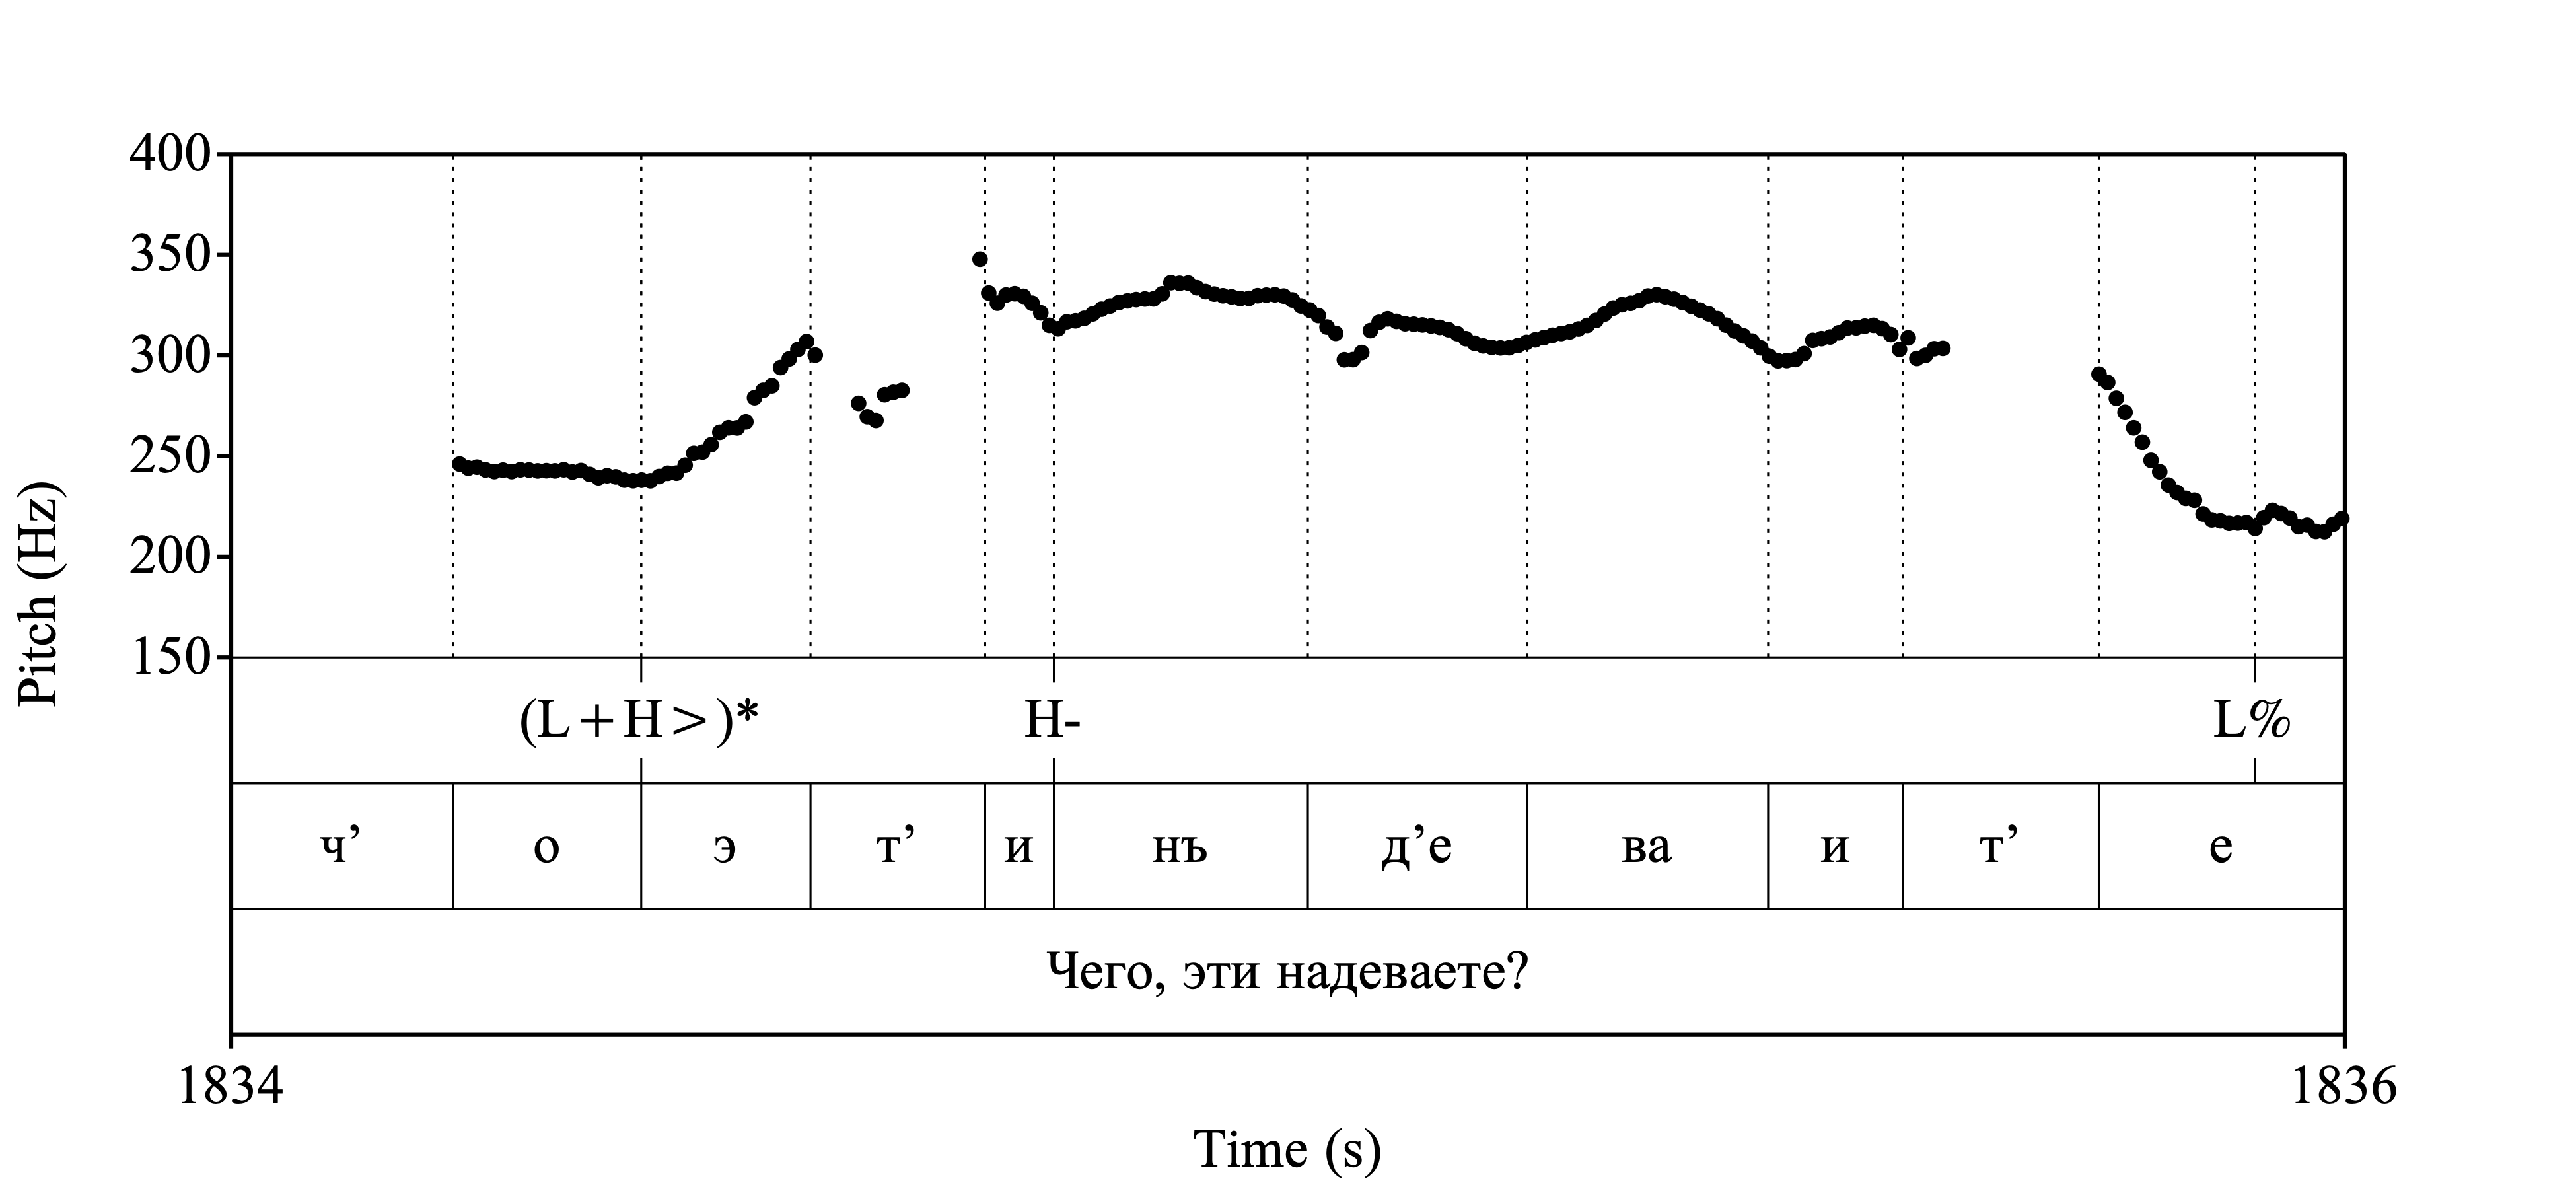 400
350
300
250
200
150
Pitch (Hz)
(L+H>)* H- L%
ч’ о э т’ и нъ д’е ва и т’ е
Чего, эти надеваете?
1834 1836
Time (s)